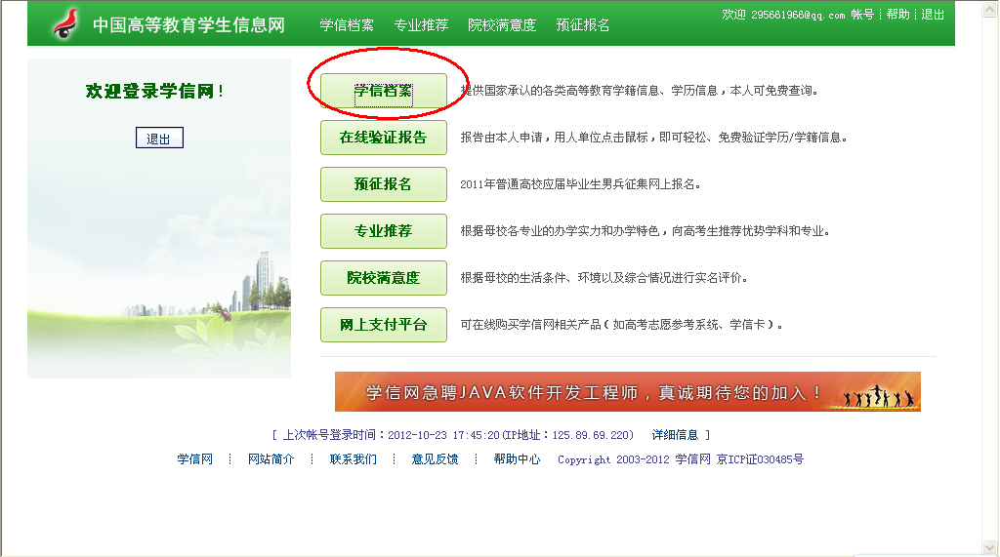 中国高等教育学生信息网 学信档案 专业推荐 院校满意度 预征报名 欢迎 295661966@qq.com 帐号┊帮助┊退出
欢迎登录学信网!
退出
学信档案 提供国家承认的各类高等教育学籍信息、学历信息，本人可免费查询。
在线验证报告 报告由本人申请，用人单位点击鼠标，即可轻松、免费验证学历/学籍信息。
预征报名 2011年普通高校应届毕业生男兵征集网上报名。
专业推荐 根据母校各专业的办学实力和办学特色，向高考生推荐优势学科和专业。
院校满意度 根据母校的生活条件、环境以及综合情况进行实名评价。
网上支付平台 可在线购买学信网相关产品（如高考志愿参考系统、学信卡）。
学信网急聘JAVA软件开发工程师，真诚期待您的加入！
[ 上次帐号登录时间：2012-10-23 17:45:20(IP地址：125.89.69.220) 详细信息 ]
学信网 ┊ 网站简介 ┊ 联系我们 ┊ 意见反馈 ┊ 帮助中心 Copyright 2003-2012 学信网 京ICP证030485号